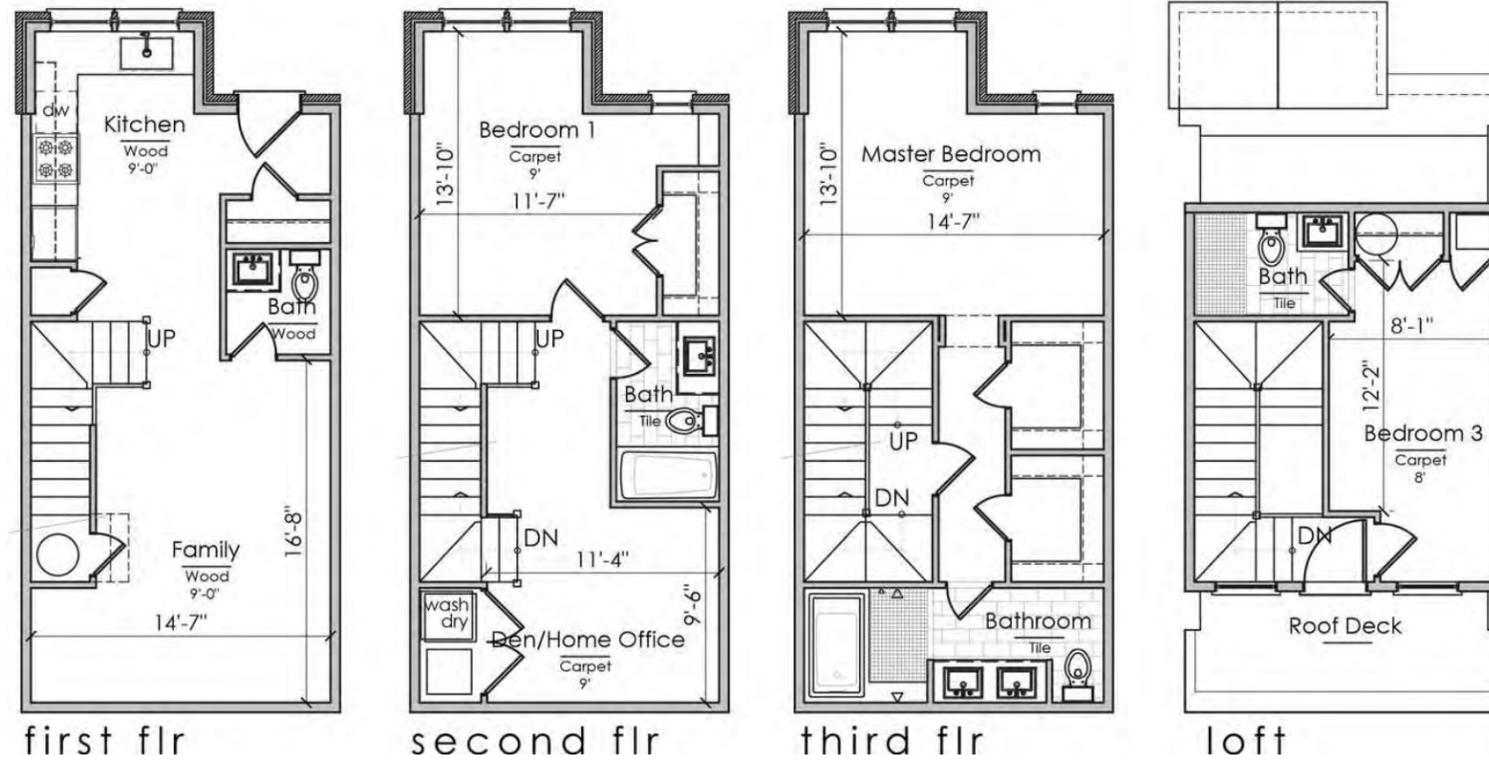 dw
Kitchen
Wood
9'-0"
Bath
Wood
UP
16'-8"
Family
Wood
9'-0"
14'-7"
first flr
Bedroom 1
Carpet
9'
13'-10"
11'-7"
UP
Bath
Tile
DN
11'-4"
wash
dry
9'-6"
Den/Home Office
Carpet
9'
second flr
Master Bedroom
Carpet
9'
13'-10"
14'-7"
UP
DN
Bathroom
Tile
third flr
Bath
Tile
8'-1"
12'-2"
Bedroom 3
Carpet
8'
DN
Roof Deck
loft